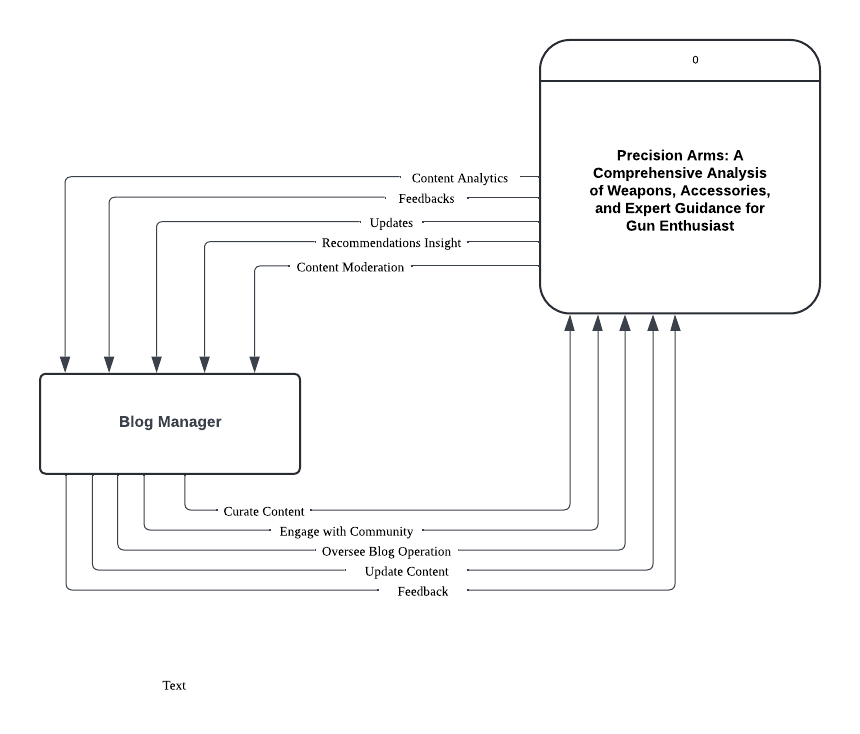 0
Precision Arms: A
Comprehensive Analysis
of Weapons, Accessories,
and Expert Guidance for
Gun Enthusiast
Content Analytics
Feedbacks
Updates
Recommendations Insight
Content Moderation
Blog Manager
Curate Content
Engage with Community
Oversee Blog Operation
Update Content
Feedback
Text